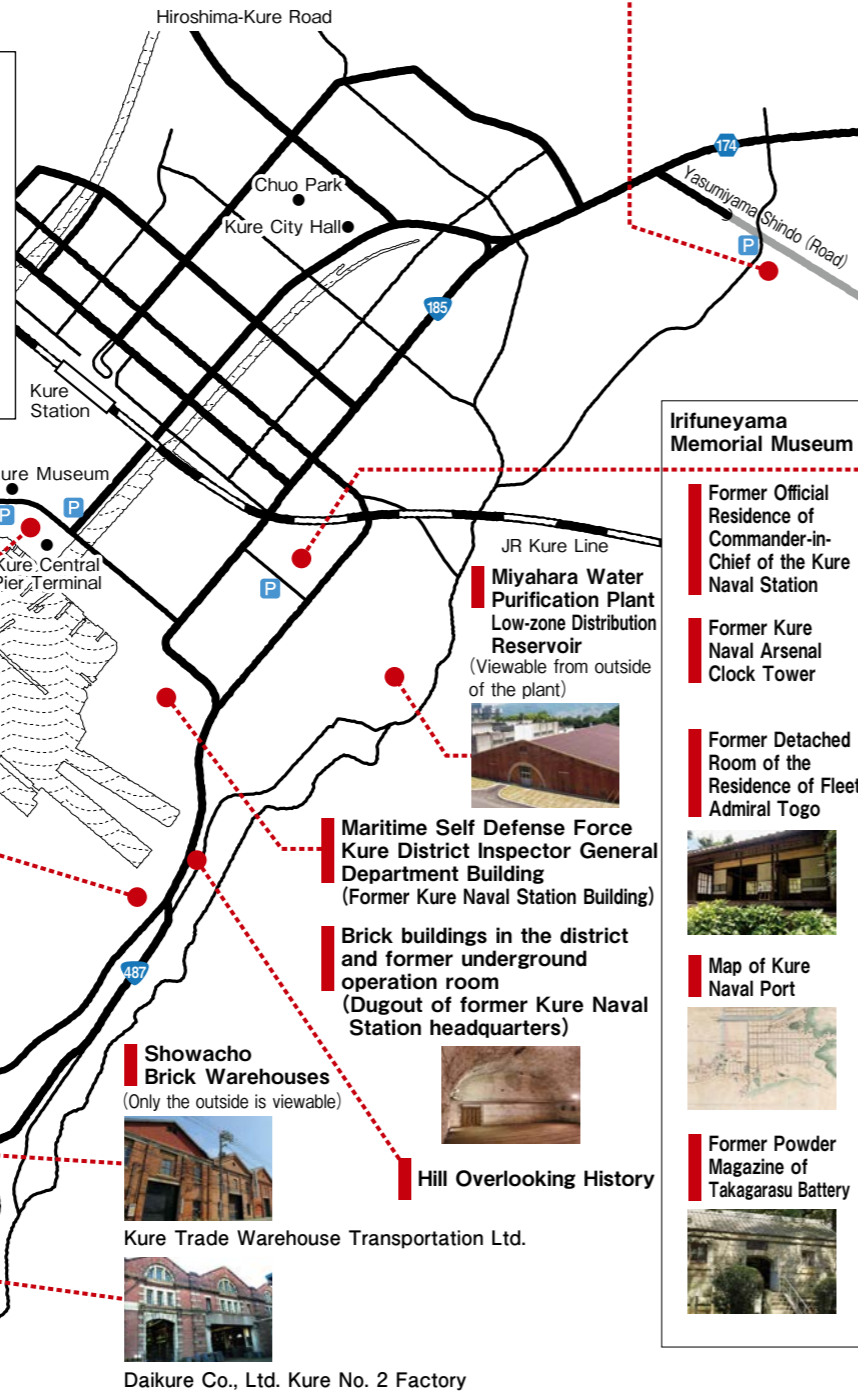 Hiroshima-Kure Road
174
Yasumiyama Shindo (Road)
P
Chuo Park
Kure City Hall
185
Kure
Station
ure Museum
P
P
Kure Central
Pier Terminal
P
JR Kure Line
Miyahara Water
Purification Plant
Low-zone Distribution
Reservoir
(Viewable from outside
of the plant)
Maritime Self Defense Force
Kure District Inspector General
Department Building
(Former Kure Naval Station Building)
Brick buildings in the district
and former underground
operation room
(Dugout of former Kure Naval
Station headquarters)
487
Showacho
Brick Warehouses
(Only the outside is viewable)
Hill Overlooking History
Kure Trade Warehouse Transportation Ltd.
Daikure Co., Ltd. Kure No. 2 Factory
Irifuneyama
Memorial Museum
Former Official
Residence of
Commander-in-
Chief of the Kure
Naval Station
Former Kure
Naval Arsenal
Clock Tower
Former Detached
Room of the
Residence of Fleet
Admiral Togo
Map of Kure
Naval Port
Former Powder
Magazine of
Takagarasu Battery